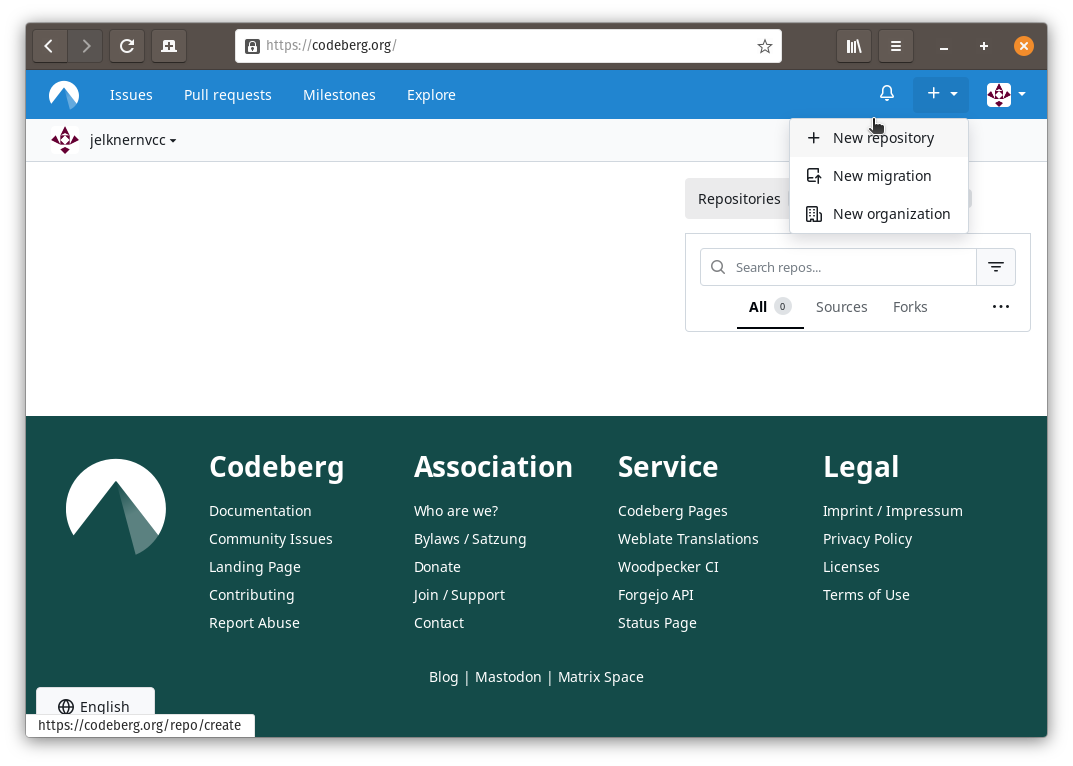 https://codeberg.org/
Issues Pull requests Milestones Explore
jelknernvcc
New repository
New migration
New organization
Repositories
Search repos...
All 0 Sources Forks
Codeberg
Documentation
Community Issues
Landing Page
Contributing
Report Abuse
Association
Who are we?
Bylaws / Satzung
Donate
Join / Support
Contact
Service
Codeberg Pages
Weblate Translations
Woodpecker CI
Forgejo API
Status Page
Legal
Imprint / Impressum
Privacy Policy
Licenses
Terms of Use
Blog | Mastodon | Matrix Space
English
https://codeberg.org/repo/create